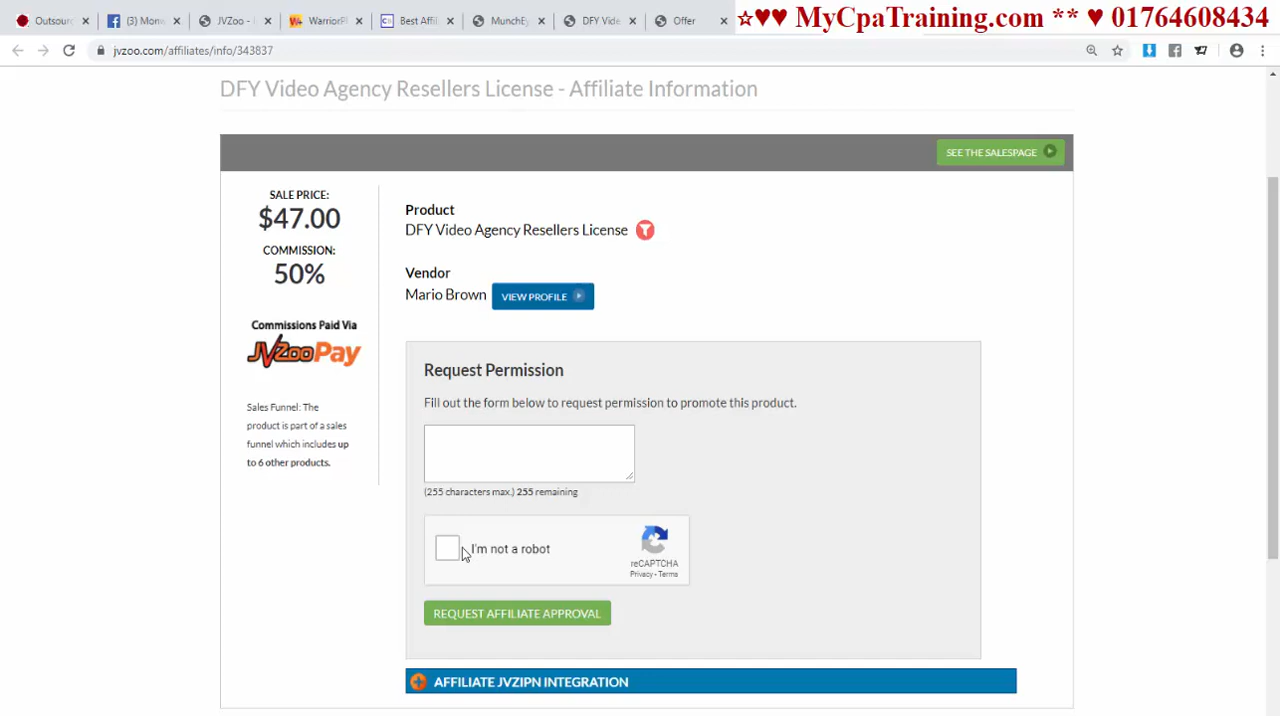 Outsourc
(3) Mone
JVZoo -
WarriorPl
Best Affil
MunchEy
DFY Vide
Offer
☆♥♥ MyCpaTraining.com ** ♥ 01764608434
jvzoo.com/affiliates/info/343837
DFY Video Agency Resellers License - Affiliate Information
SEE THE SALESPAGE
SALE PRICE:
$47.00
COMMISSION:
50%
Commissions Paid Via
JVZooPay
Sales Funnel: The
product is part of a sales
funnel which includes up
to 6 other products.
Product
DFY Video Agency Resellers License
Vendor
Mario Brown VIEW PROFILE
Request Permission
Fill out the form below to request permission to promote this product.
(255 characters max.) 255 remaining
I'm not a robot
reCAPTCHA
Privacy - Terms
REQUEST AFFILIATE APPROVAL
AFFILIATE JVZIPN INTEGRATION